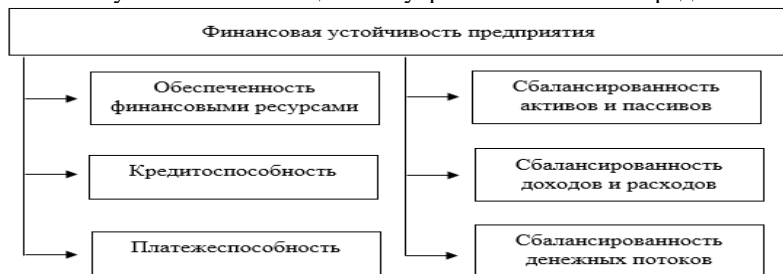 Финансовая устойчивость предприятия
Обеспеченность
финансовыми ресурсами
Кредитоспособность
Платежеспособность
Сбалансированность
активов и пассивов
Сбалансированность
доходов и расходов
Сбалансированность
денежных потоков